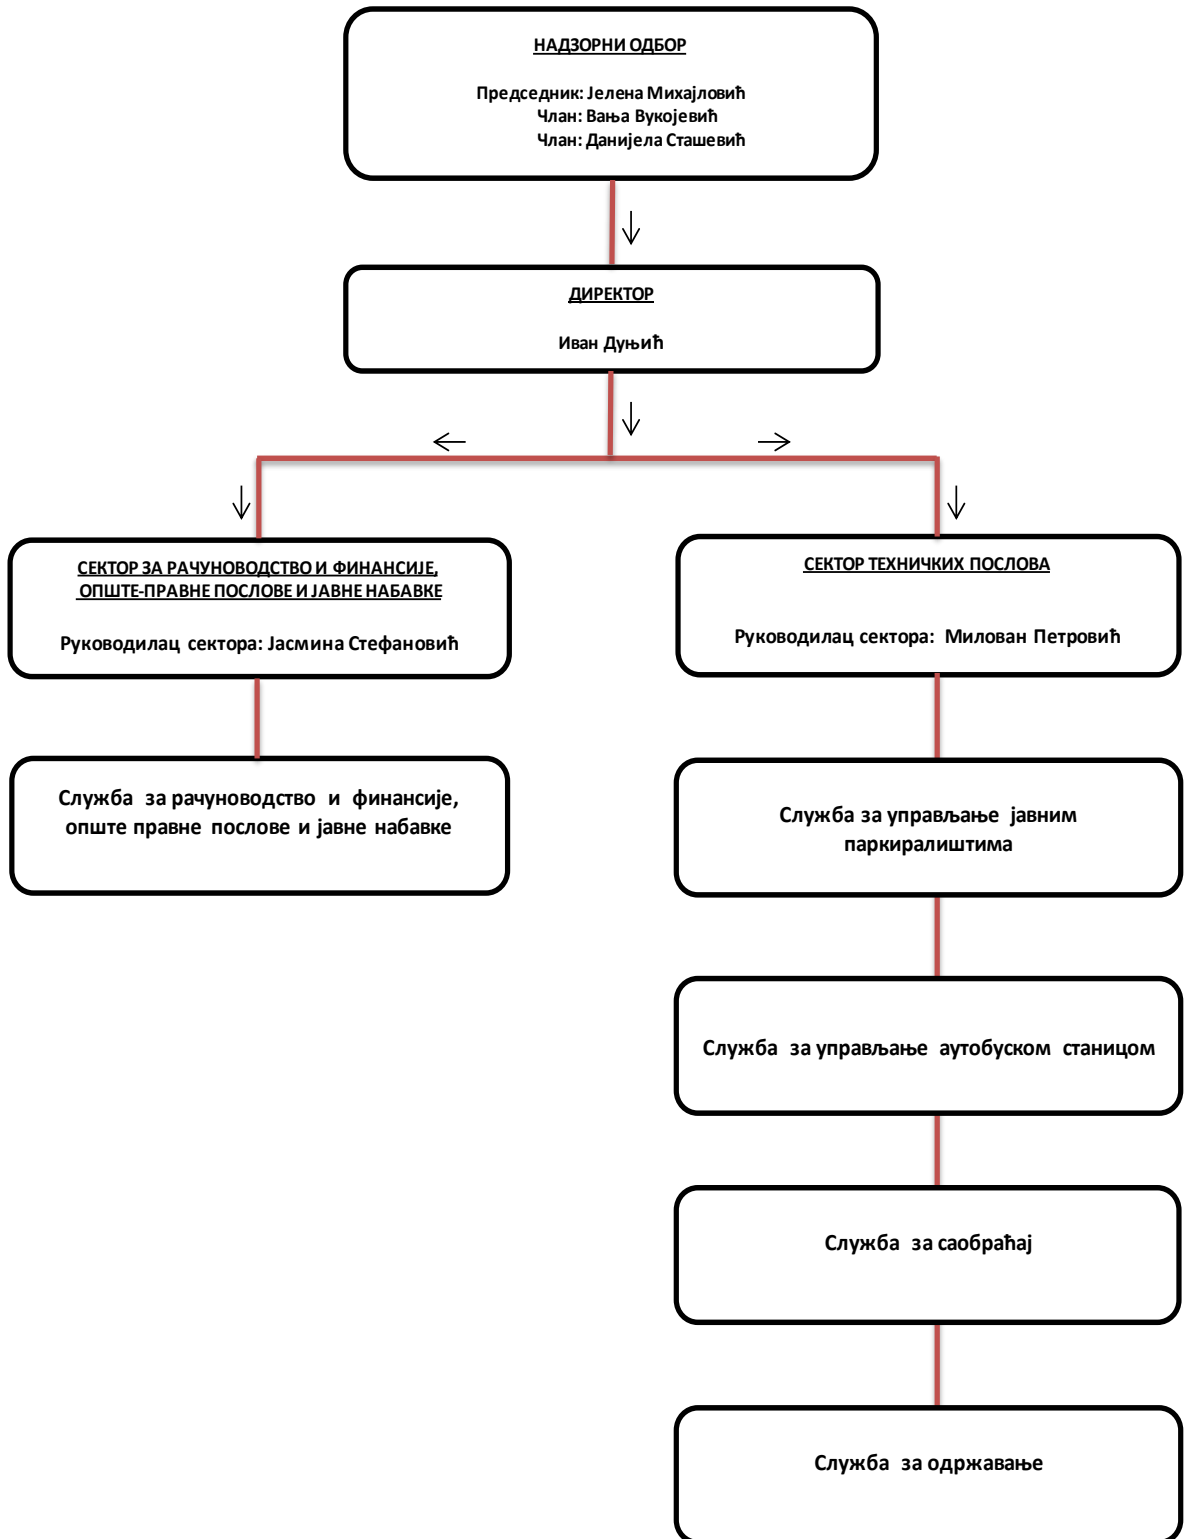 НАДЗОРНИ ОДБОР
Председник: Јелена Михајловић
Члан: Вања Вукојевић
Члан: Данијела Сташевић
ДИРЕКТОР
Иван Дуњић
СЕКТОР ЗА РАЧУНОВОДСТВО И ФИНАНСИЈЕ,
ОПШТЕ-ПРАВНЕ ПОСЛОВЕ И ЈАВНЕ НАБАВКЕ
Руководилац сектора: Јасмина Стефановић
Служба за рачуноводство и финансије,
опште правне послове и јавне набавке
СЕКТОР ТЕХНИЧКИХ ПОСЛОВА
Руководилац сектора: Милован Петровић
Служба за управљање јавним
паркиралиштима
Служба за управљање аутобуском станицом
Служба за саобраћај
Служба за одржавање